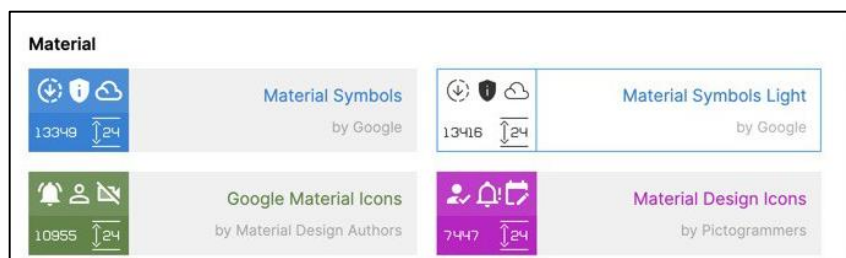 Material
Material Symbols
by Google
13349 24
Material Symbols Light
by Google
13416 24
Google Material Icons
by Material Design Authors
10955 24
Material Design Icons
by Pictogrammers
7447 24